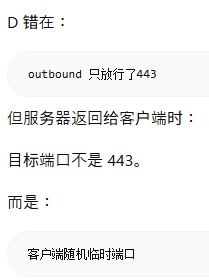 D 错在：
outbound 只放行了443
但服务器返回给客户端时：
目标端口不是 443。
而是：
客户端随机临时端口